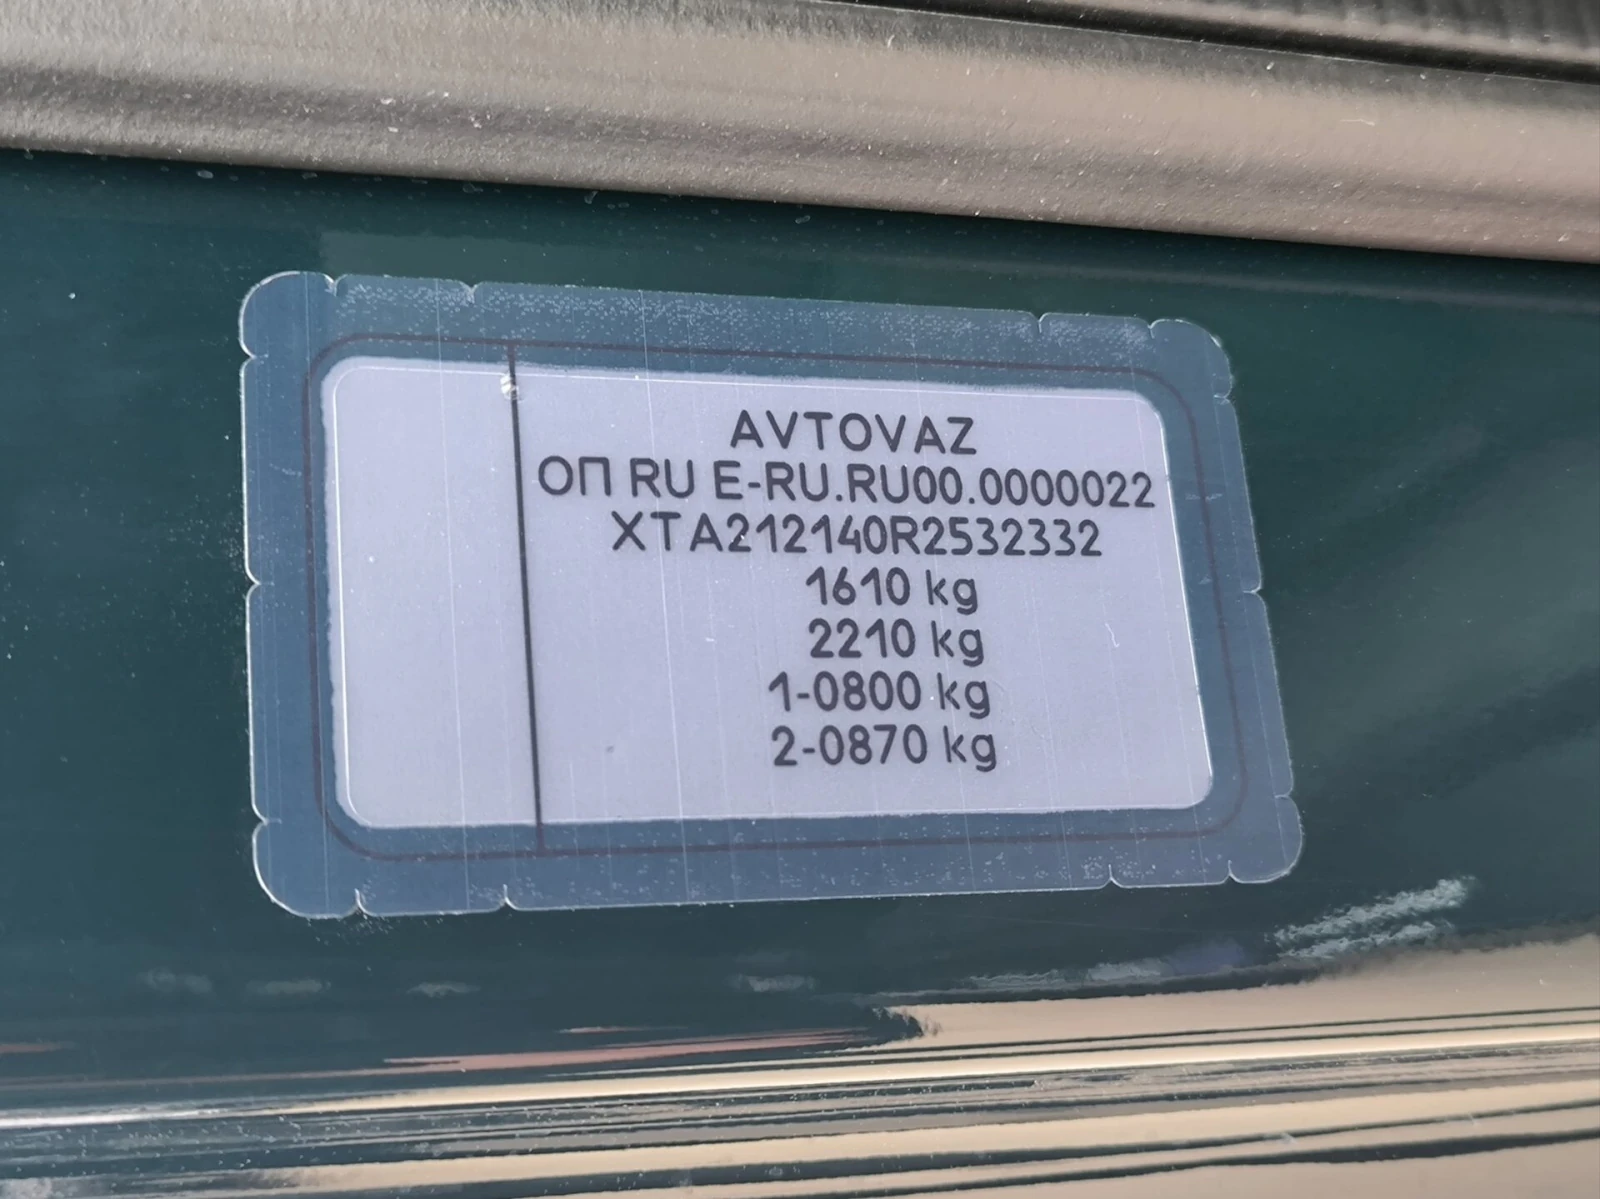 AVTOVAZ
ОП RU E-RU.RU00.0000022
XTA212140R2532332
1610 kg
2210 kg
1-0800 kg
2-0870 kg